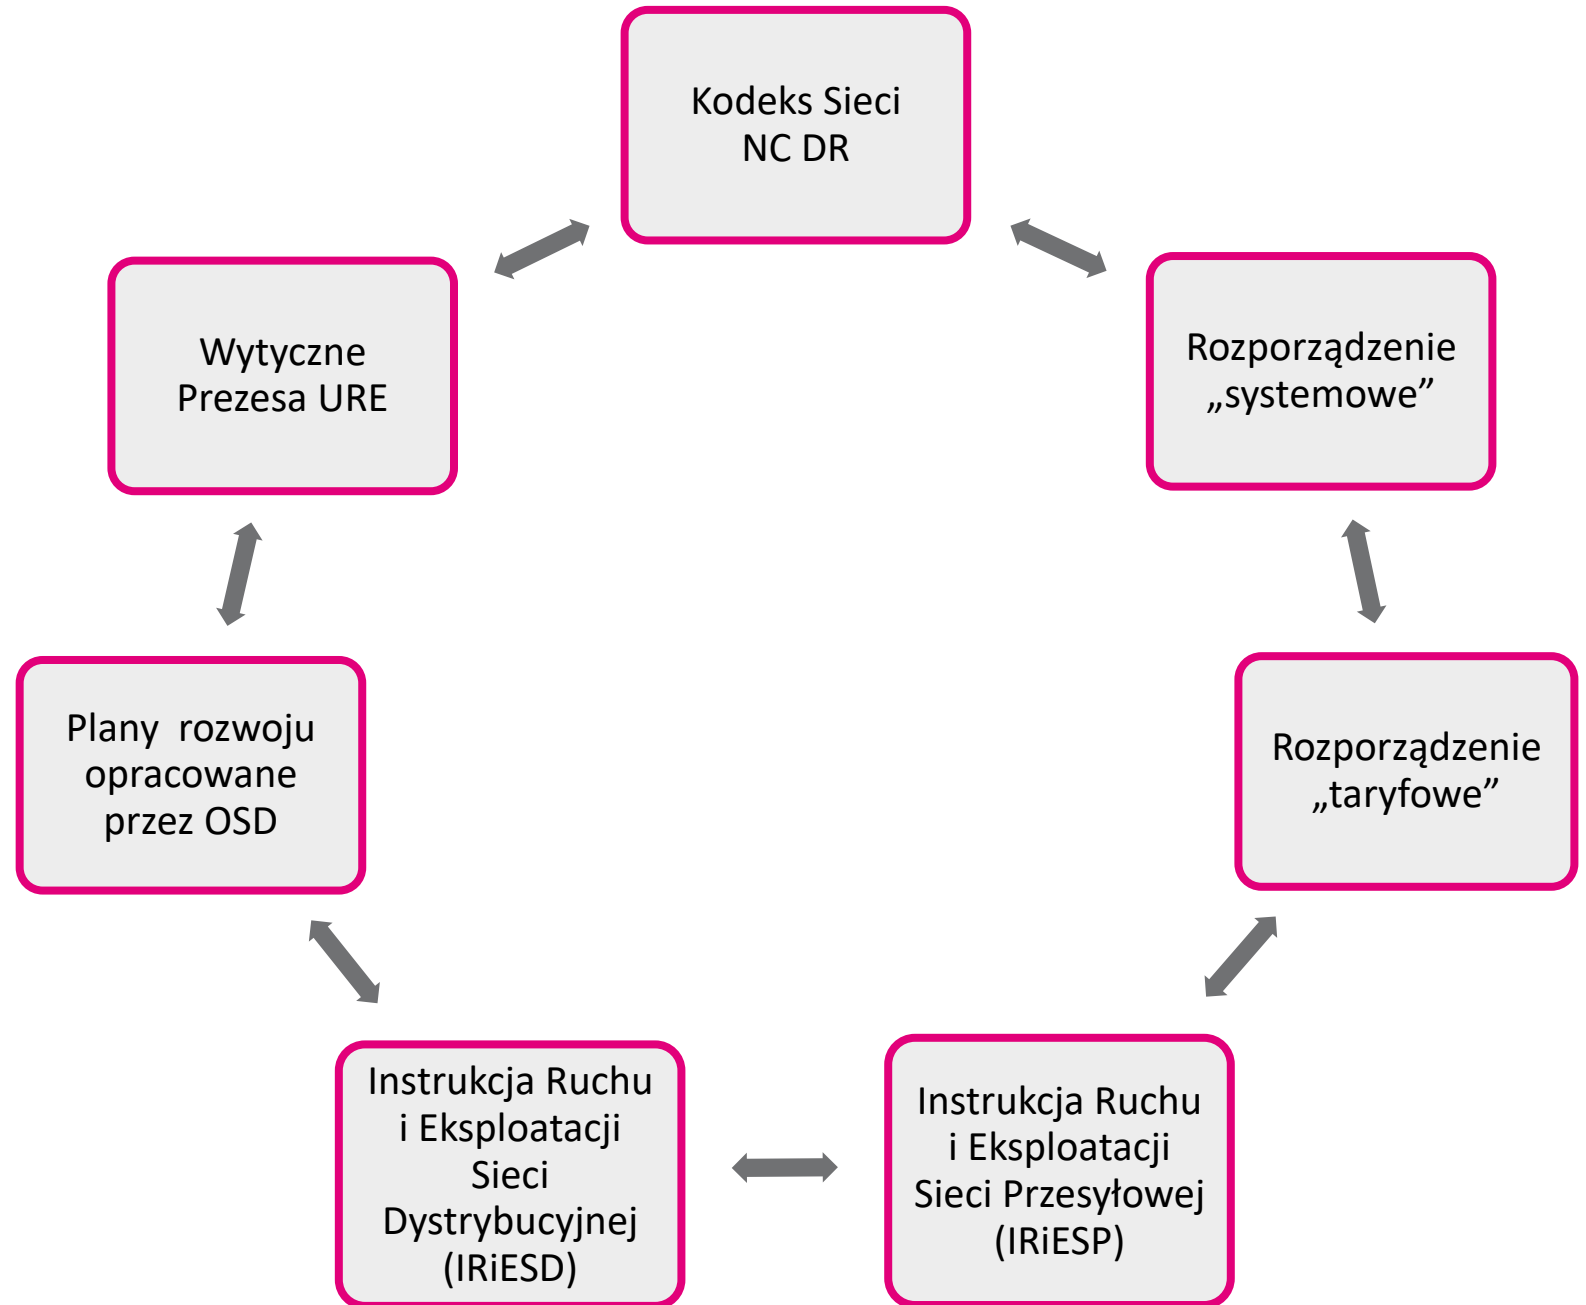 Kodeks Sieci
NC DR
Rozporządzenie
„systemowe”
Rozporządzenie
„taryfowe”
Instrukcja Ruchu
i Eksploatacji
Sieci Przesyłowej
(IRiESP)
Instrukcja Ruchu
i Eksploatacji
Sieci
Dystrybucyjnej
(IRiESD)
Plany rozwoju
opracowane
przez OSD
Wytyczne
Prezesa URE